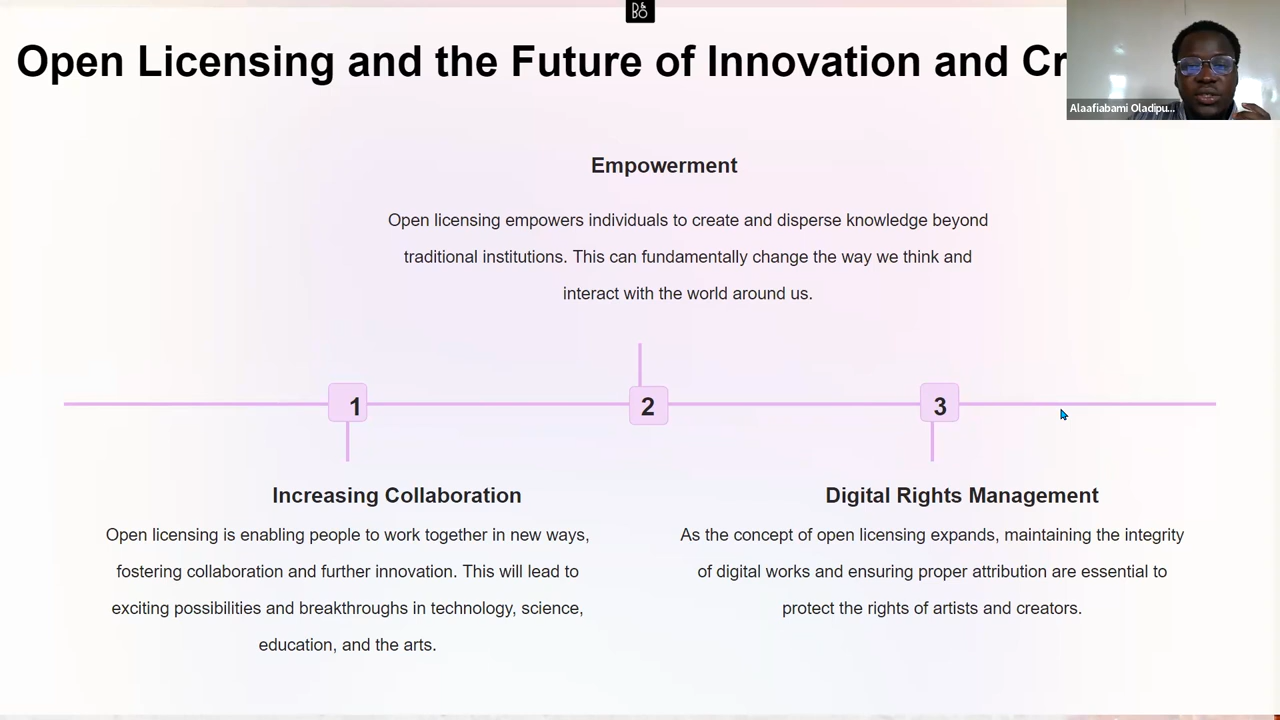 D&
BO
Open Licensing and the Future of Innovation and Cr
Alaafiabami Oladipu...
Empowerment
Open licensing empowers individuals to create and disperse knowledge beyond
traditional institutions. This can fundamentally change the way we think and
interact with the world around us.
1
2
3
Increasing Collaboration
Open licensing is enabling people to work together in new ways,
fostering collaboration and further innovation. This will lead to
exciting possibilities and breakthroughs in technology, science,
education, and the arts.
Digital Rights Management
As the concept of open licensing expands, maintaining the integrity
of digital works and ensuring proper attribution are essential to
protect the rights of artists and creators.